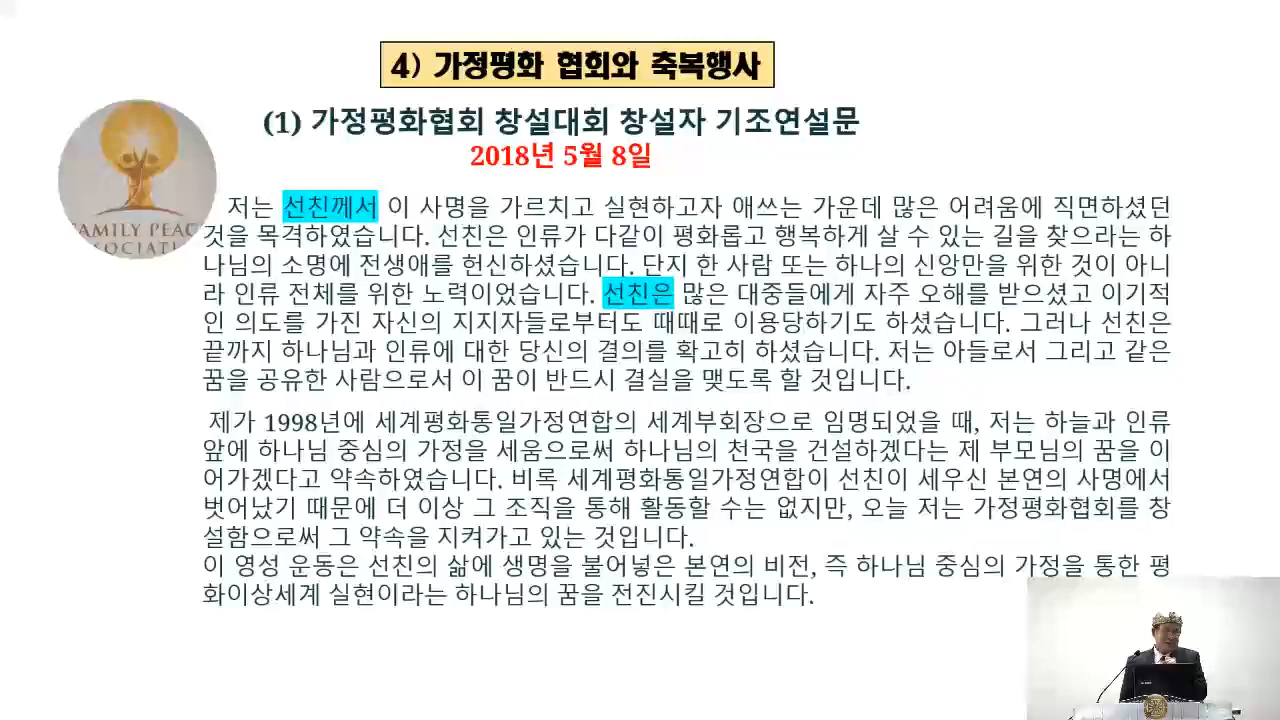 4) 가정평화 협회와 축복행사
(1) 가정평화협회 창설대회 창설자 기조연설문
2018년 5월 8일
FAMILY PEAC
SOCIATI
저는 선친께서 이 사명을 가르치고 실현하고자 애쓰는 가운데 많은 어려움에 직면하셨던
것을 목격하였습니다. 선친은 인류가 다같이 평화롭고 행복하게 살 수 있는 길을 찾으라는 하
나님의 소명에 전생애를 헌신하셨습니다. 단지 한 사람 또는 하나의 신앙만을 위한 것이 아니
라 인류 전체를 위한 노력이었습니다. 선친은 많은 대중들에게 자주 오해를 받으셨고 이기적
인 의도를 가진 자신의 지지자들로부터도 때때로 이용당하기도 하셨습니다. 그러나 선친은
끝까지 하나님과 인류에 대한 당신의 결의를 확고히 하셨습니다. 저는 아들로서 그리고 같은
꿈을 공유한 사람으로서 이 꿈이 반드시 결실을 맺도록 할 것입니다.
제가 1998년에 세계평화통일가정연합의 세계부회장으로 임명되었을 때, 저는 하늘과 인류
앞에 하나님 중심의 가정을 세움으로써 하나님의 천국을 건설하겠다는 제 부모님의 꿈을 이
어가겠다고 약속하였습니다. 비록 세계평화통일가정연합이 선친이 세우신 본연의 사명에서
벗어났기 때문에 더 이상 그 조직을 통해 활동할 수는 없지만, 오늘 저는 가정평화협회를 창
설함으로써 그 약속을 지켜가고 있는 것입니다.
이 영성 운동은 선친의 삶에 생명을 불어넣은 본연의 비전, 즉 하나님 중심의 가정을 통한 평
화이상세계 실현이라는 하나님의 꿈을 전진시킬 것입니다.